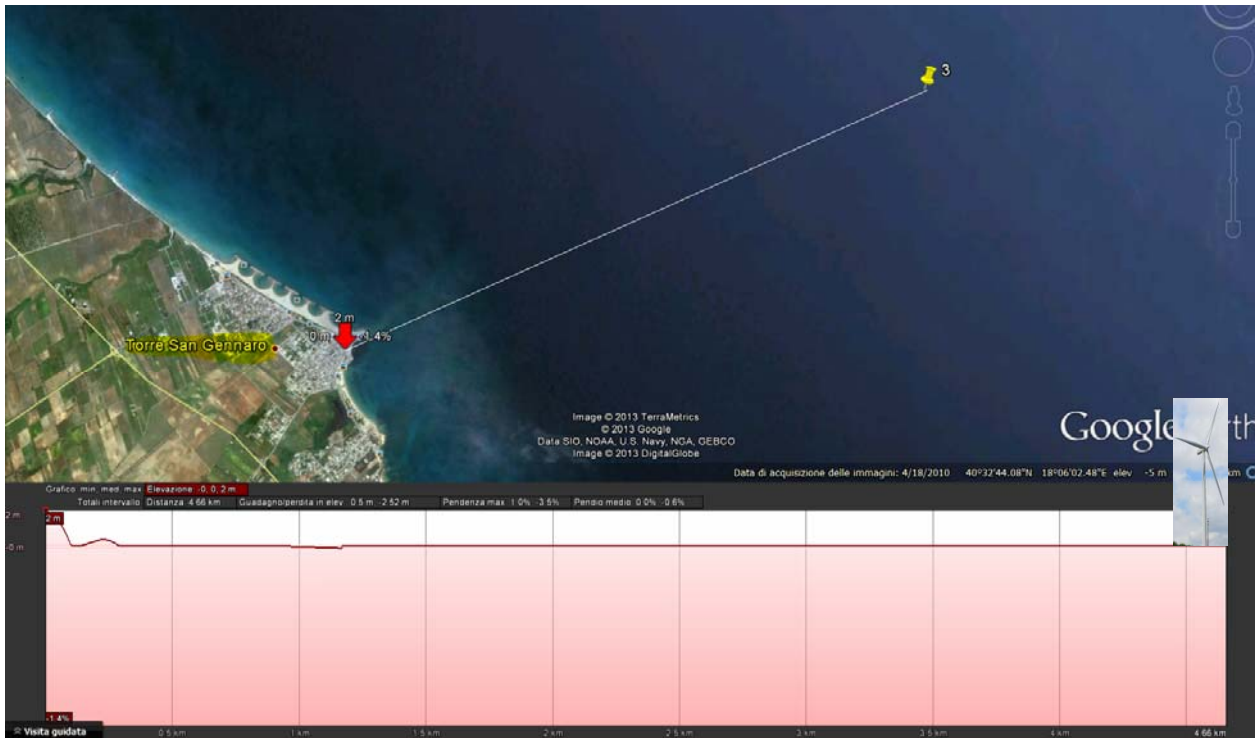 3
2 m
0 m
-1.4%
Torre San Gennaro
Image © 2013 TerraMetrics
© 2013 Google
Data SIO, NOAA, U.S. Navy, NGA, GEBCO
Image © 2013 DigitalGlobe
Google
rth
Data di acquisizione delle immagini: 4/18/2010 40°32'44.08"N 18°06'02.48"E elev -5 m km
Grafico: min, med, max Elevazione: -0, 0, 2 m
Totali intervallo: Distanza: 4.66 km Guadagno/perdita in elev.: 0.5 m, -2.52 m Pendenza max: 1.0%, -3.5% Pendio medio: 0.0%, -0.6%
2 m
2 m
-0 m
-1.4%
Visita guidata
0.5 km 1 km 1.5 km 2 km 2.5 km 3 km 3.5 km 4 km 4.66 km